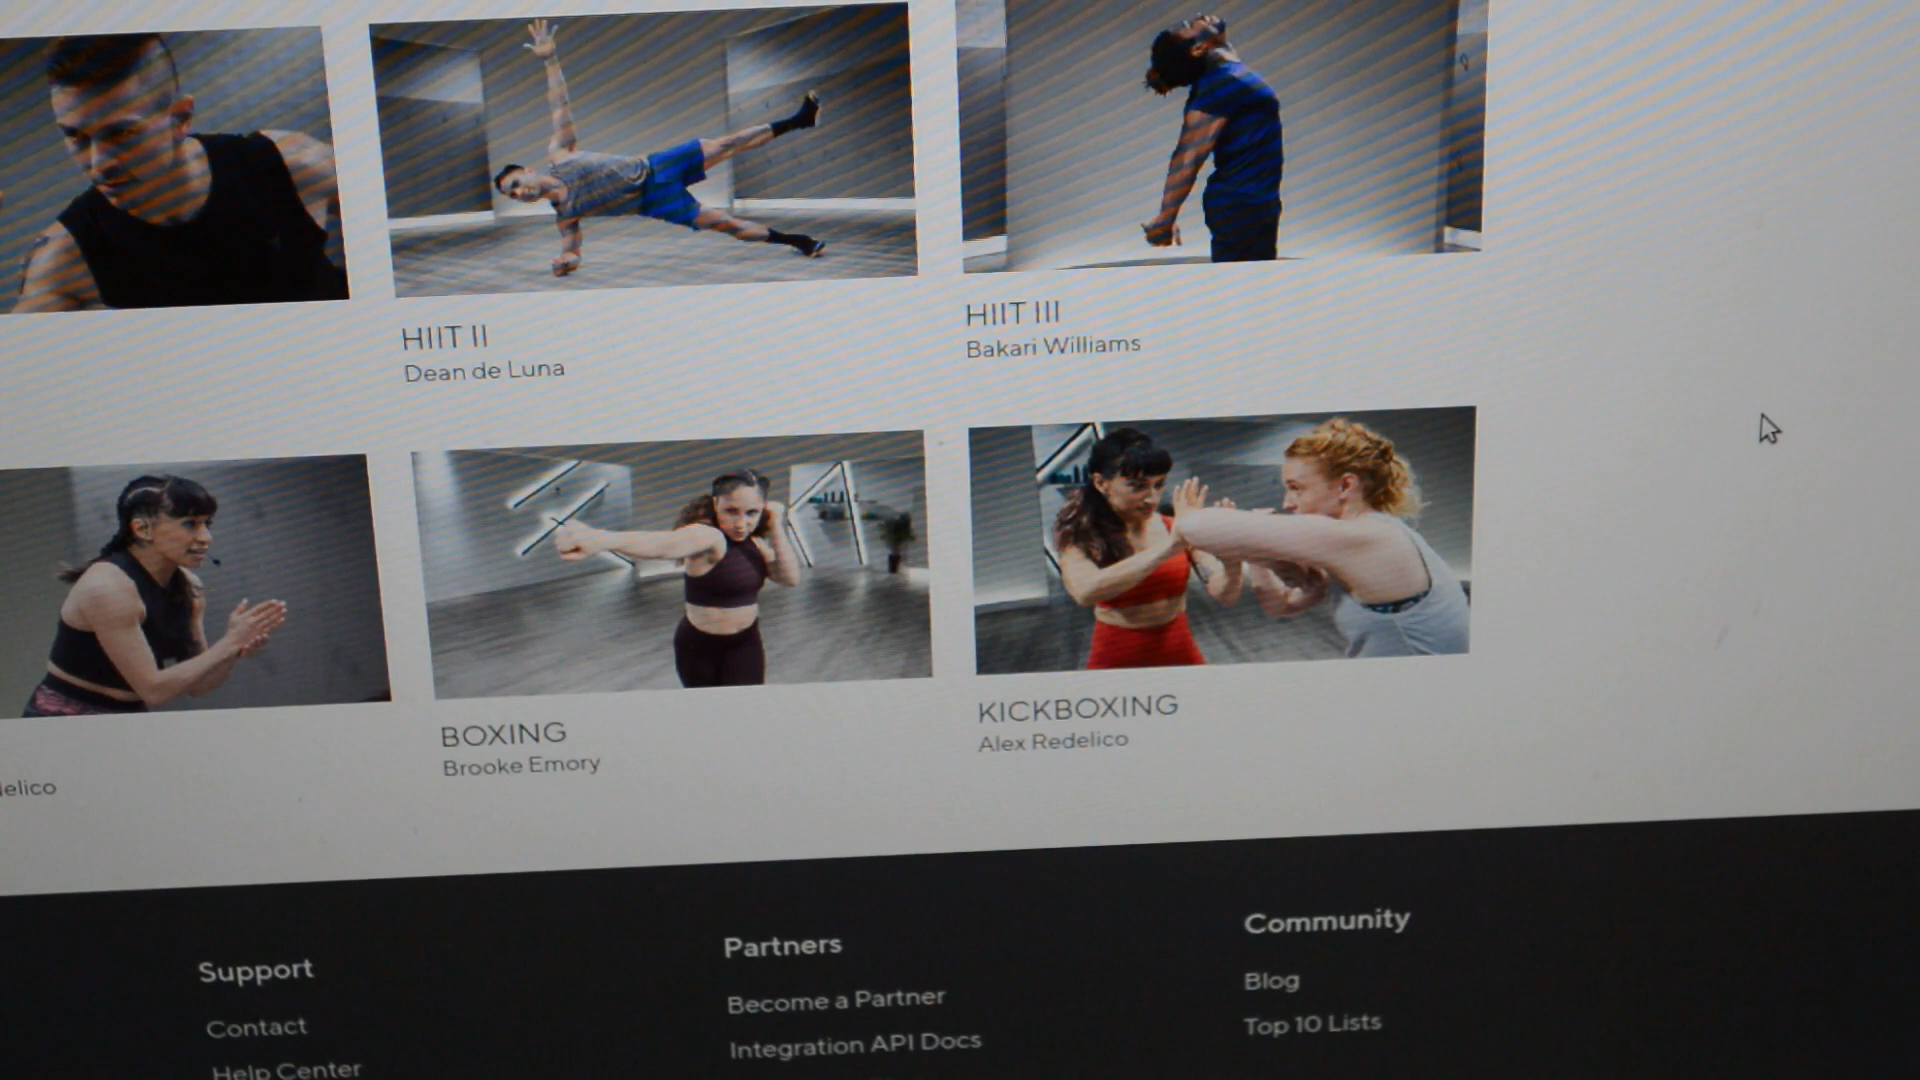 HIIT II
Dean de Luna
HIIT III
Bakari Williams
elico
BOXING
Brooke Emory
KICKBOXING
Alex Redelico
Support
Contact
Help Center
Partners
Become a Partner
Integration API Docs
Community
Blog
Top 10 Lists